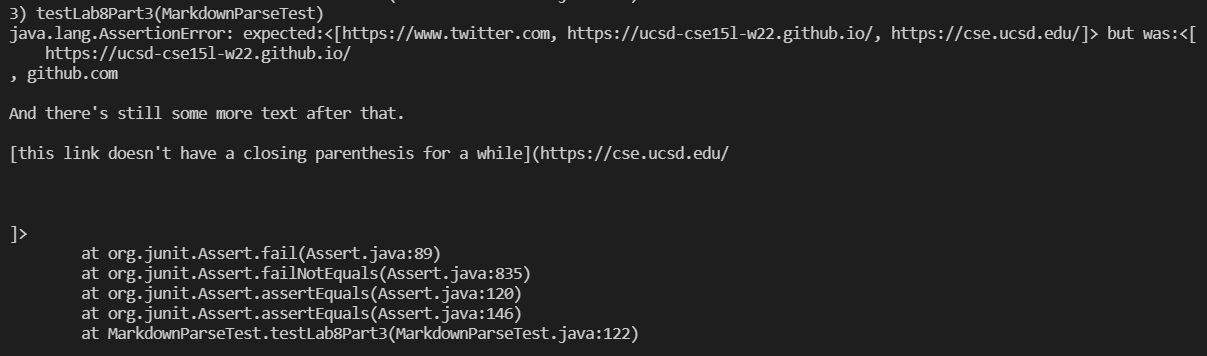 3) testLab8Part3(MarkdownParseTest)
java.lang.AssertionError: expected:<[https://www.twitter.com, https://ucsd-cse15l-w22.github.io/, https://cse.ucsd.edu/]> but was:<[
    https://ucsd-cse15l-w22.github.io/
, github.com
And there's still some more text after that.
[this link doesn't have a closing parenthesis for a while](https://cse.ucsd.edu/
]>
        at org.junit.Assert.fail(Assert.java:89)
        at org.junit.Assert.failNotEquals(Assert.java:835)
        at org.junit.Assert.assertEquals(Assert.java:120)
        at org.junit.Assert.assertEquals(Assert.java:146)
        at MarkdownParseTest.testLab8Part3(MarkdownParseTest.java:122)